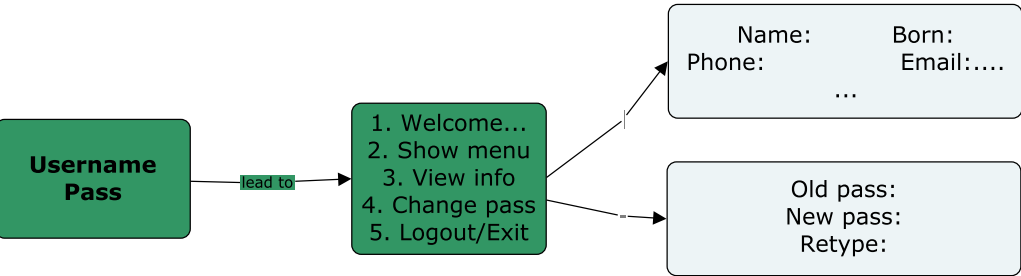 Username
Pass
lead to
1. Welcome...
2. Show menu
3. View info
4. Change pass
5. Logout/Exit
Name: Born:
Phone: Email:....
...
Old pass:
New pass:
Retype: